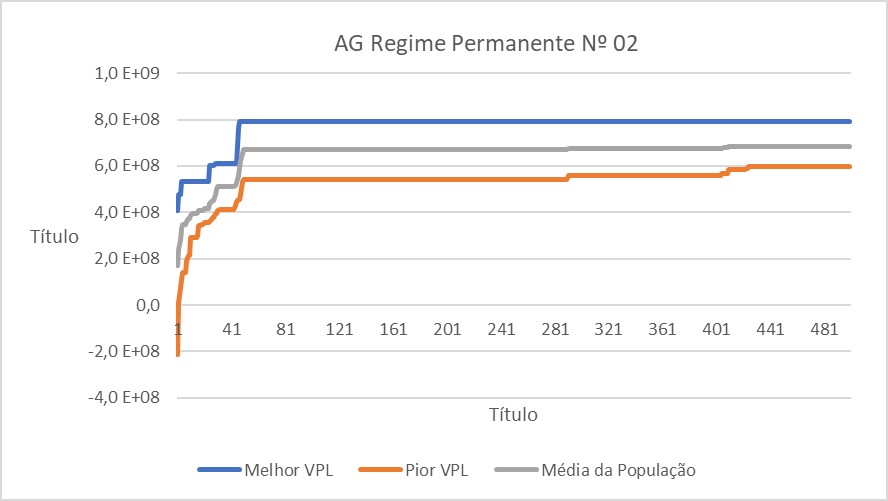 AG Regime Permanente Nº 02
1,0 E+09
8,0 E+08
6,0 E+08
4,0 E+08
2,0 E+08
0,0
-2,0 E+08
-4,0 E+08
Título
1 41 81 121 161 201 241 281 321 361 401 441 481
Título
Melhor VPL Pior VPL Média da População